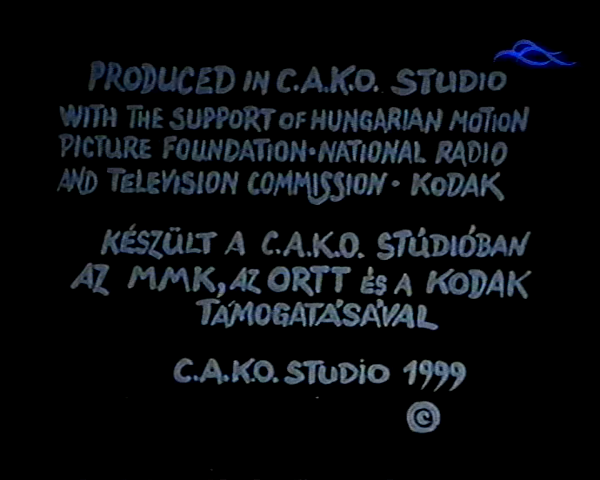 PRODUCED IN C.A.K.O. STUDIO
WITH THE SUPPORT OF HUNGARIAN MOTION
PICTURE FOUNDATION·NATIONAL RADIO
AND TELEVISION COMMISSION· KODAK
KÉSZÜLT A C.A.K.O. STÚDIÓBAN
AZ MMK, AZ ORTT ÉS A KODAK
TÁMOGATÁSÁVAL
C.A.K.O. STUDIO 1999
©